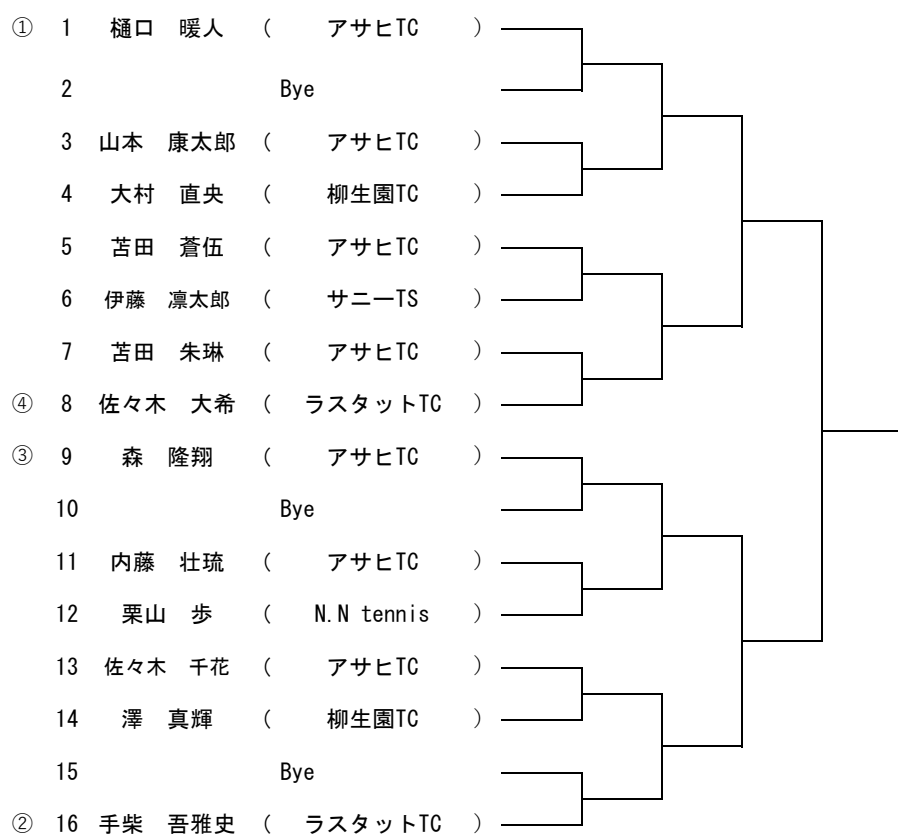 ① 1 樋口 暖人 ( アサヒTC )
2 Bye
3 山本 康太郎 ( アサヒTC )
4 大村 直央 ( 柳生園TC )
5 苫田 蒼伍 ( アサヒTC )
6 伊藤 凛太郎 ( サニーTS )
7 苫田 朱琳 ( アサヒTC )
④ 8 佐々木 大希 ( ラスタットTC )
③ 9 森 隆翔 ( アサヒTC )
10 Bye
11 内藤 壮琉 ( アサヒTC )
12 栗山 歩 ( N.N tennis )
13 佐々木 千花 ( アサヒTC )
14 澤 真輝 ( 柳生園TC )
15 Bye
② 16 手柴 吾雅史 ( ラスタットTC )